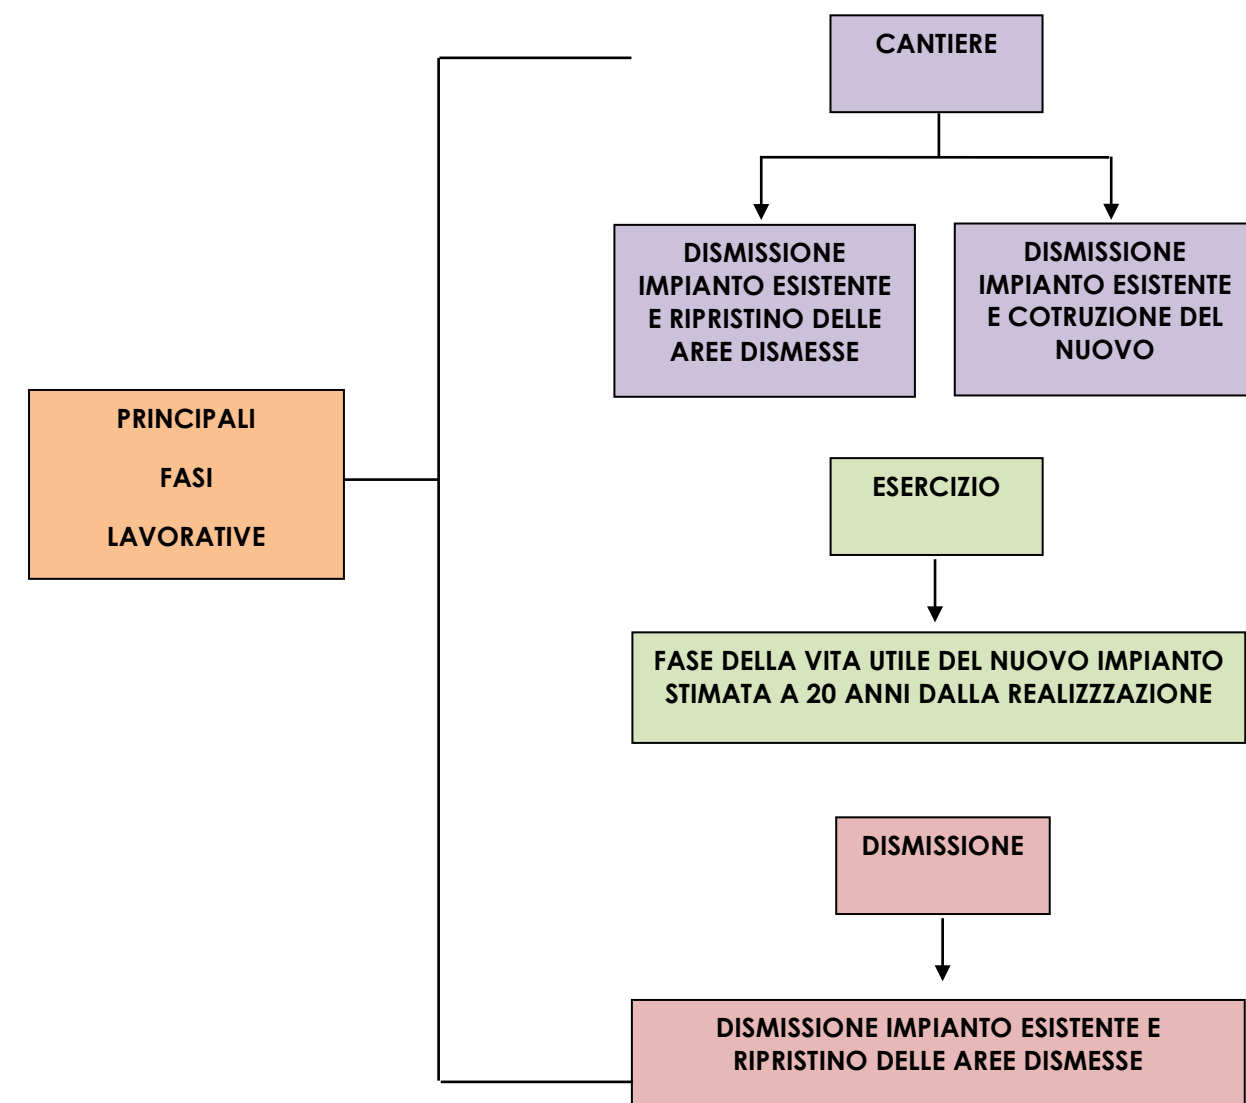 CANTIERE
DISMISSIONE
IMPIANTO ESISTENTE
E RIPRISTINO DELLE
AREE DISMESSE
DISMISSIONE
IMPIANTO ESISTENTE
E COTRUZIONE DEL
NUOVO
PRINCIPALI
FASI
LAVORATIVE
ESERCIZIO
FASE DELLA VITA UTILE DEL NUOVO IMPIANTO
STIMATA A 20 ANNI DALLA REALIZZZAZIONE
DISMISSIONE
DISMISSIONE IMPIANTO ESISTENTE E
RIPRISTINO DELLE AREE DISMESSE